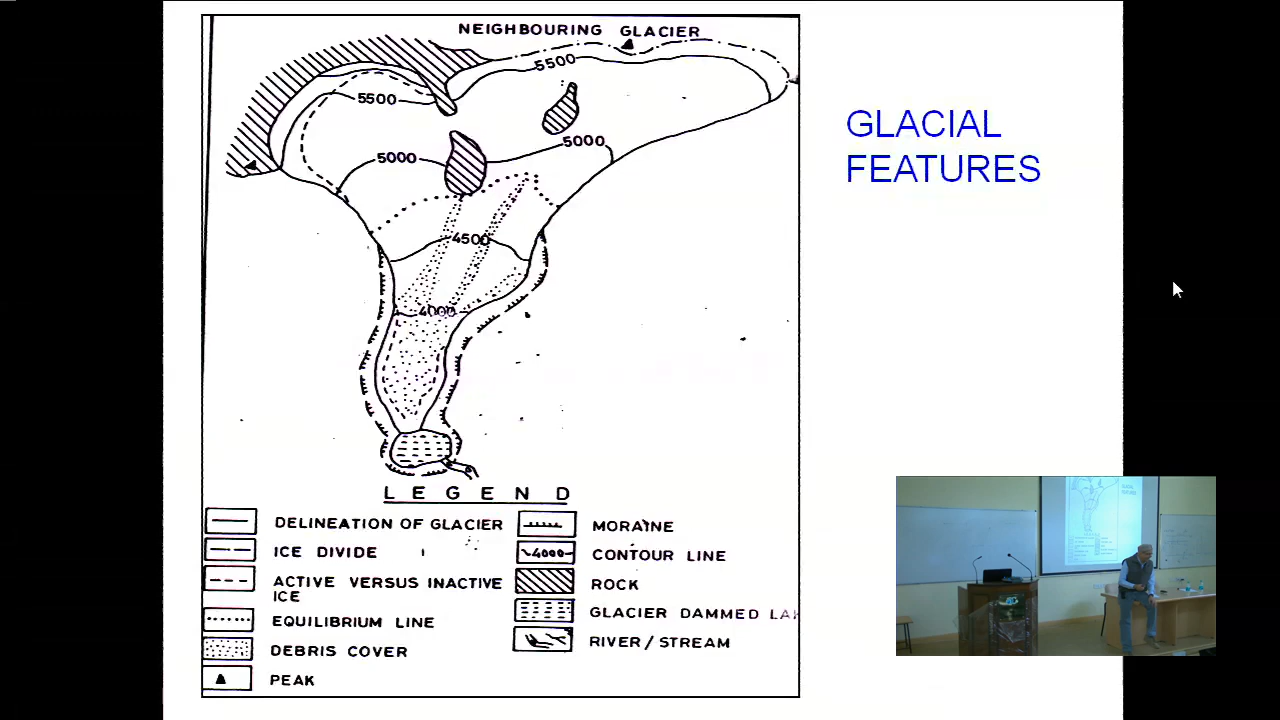 NEIGHBOURING GLACIER
5500
5500
5000
5000
4500
4000
GLACIAL
FEATURES
LEGEND
DELINEATION OF GLACIER
ICE DIVIDE
ACTIVE VERSUS INACTIVE
ICE
EQUILIBRIUM LINE
DEBRIS COVER
PEAK
MORAINE
4000
CONTOUR LINE
ROCK
GLACIER DAMMED
RIVER/STREAM